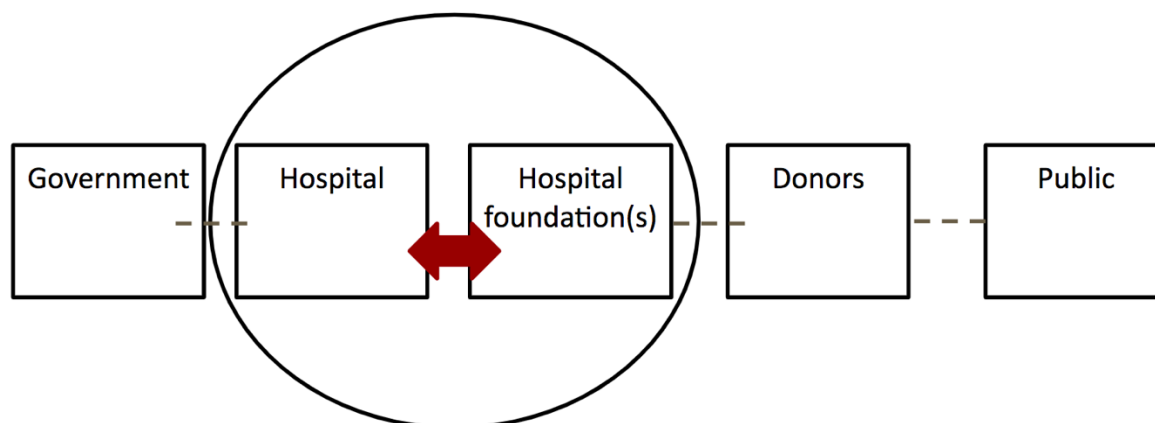 Government
Hospital
Hospital
foundation(s)
Donors
Public